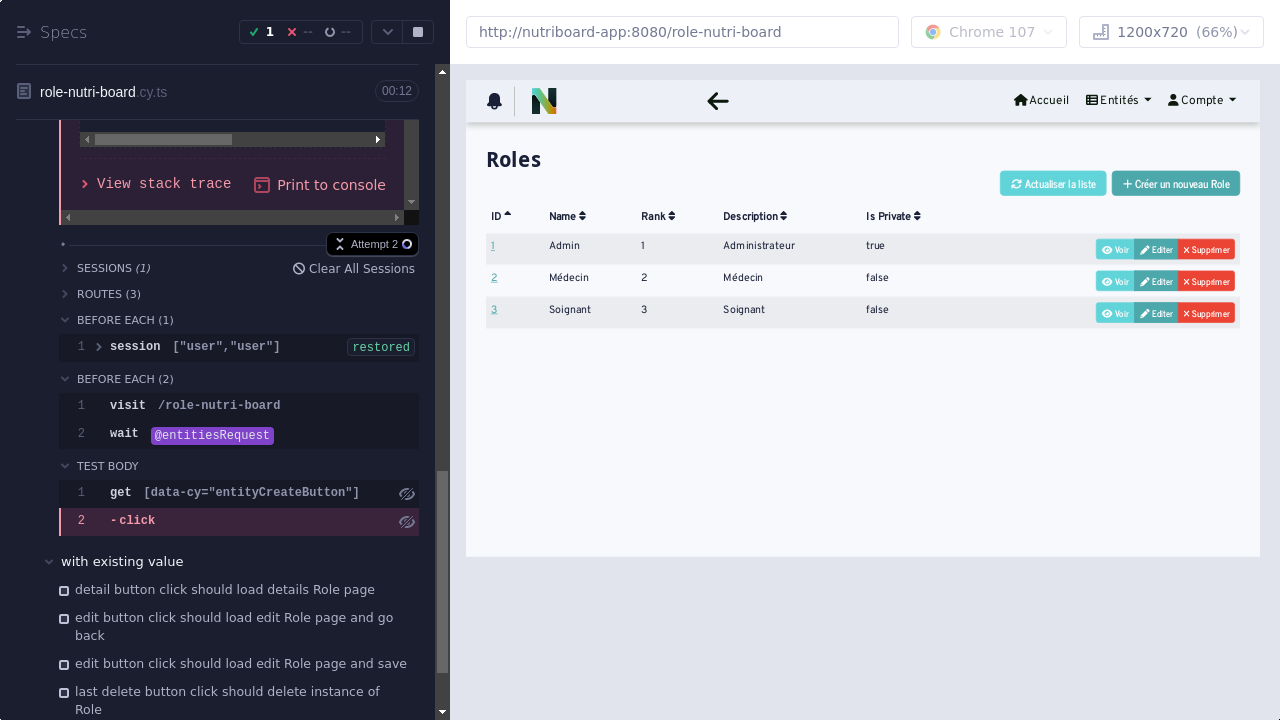 Specs
1
--
--
http://nutriboard-app:8080/role-nutri-board
Chrome 107
1200x720 (66%)
role-nutri-board.cy.ts
00:12
View stack trace
Print to console
Attempt 2
SESSIONS (1)
Clear All Sessions
ROUTES (3)
BEFORE EACH (1)
1 session ["user","user"] restored
BEFORE EACH (2)
1 visit /role-nutri-board
2 wait @entitiesRequest
TEST BODY
1 get [data-cy="entityCreateButton"]
2 -click
with existing value
detail button click should load details Role page
edit button click should load edit Role page and go
back
edit button click should load edit Role page and save
last delete button click should delete instance of
Role
N
Accueil Entités Compte
Roles
Actualiser la liste
Créer un nouveau Role
ID Name Rank Description Is Private
1 Admin 1 Administrateur true Voir Editer Supprimer
2 Médecin 2 Médecin false Voir Editer Supprimer
3 Soignant 3 Soignant false Voir Editer Supprimer